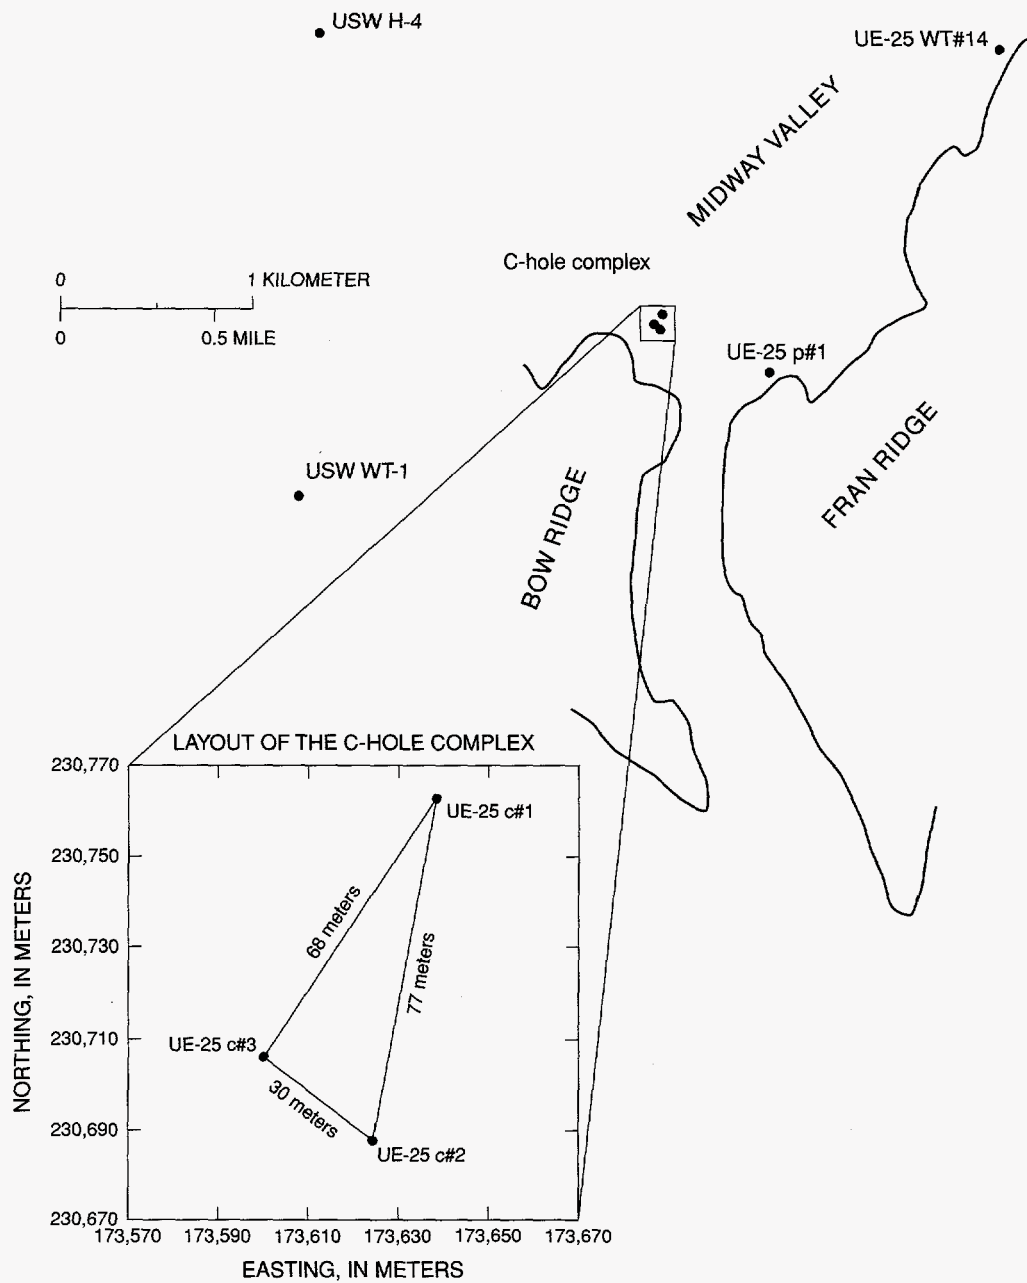 USW H-4
UE-25 WT#14
MIDWAY VALLEY
C-hole complex
0 1 KILOMETER
0 0.5 MILE
UE-25 p#1
FRAN RIDGE
USW WT-1
BOW RIDGE
LAYOUT OF THE C-HOLE COMPLEX
230,770
UE-25 c#1
230,750
68 meters
230,730
77 meters
NORTHING, IN METERS
230,710
UE-25 c#3
30 meters
230,690
UE-25 c#2
230,670
173,570 173,590 173,610 173,630 173,650 173,670
EASTING, IN METERS